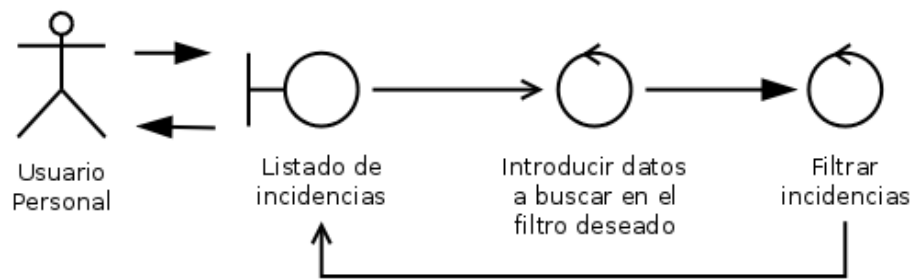 Usuario
Personal
Listado de
incidencias
Introducir datos
a buscar en el
filtro deseado
Filtrar
incidencias